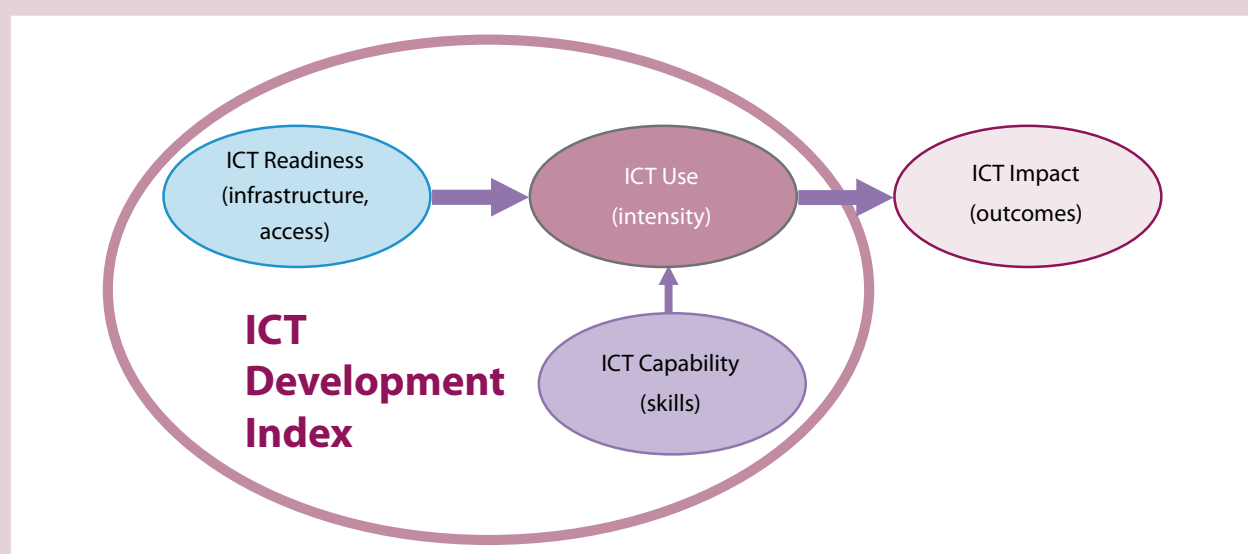 ICT Readiness
(infrastructure,
access)
ICT Use
(intensity)
ICT Impact
(outcomes)
ICT
Development
Index
ICT Capability
(skills)